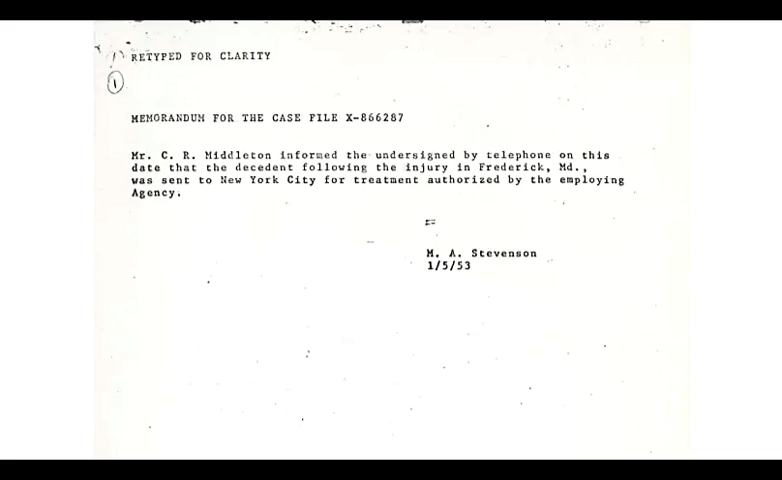 RETYPED FOR CLARITY
1
MEMORANDUM FOR THE CASE FILE X-866287
Mr. C. R. Middleton informed the undersigned by telephone on this
date that the decedent following the injury in Frederick, Md.,
was sent to New York City for treatment authorized by the employing
Agency.
M. A. Stevenson
1/5/53